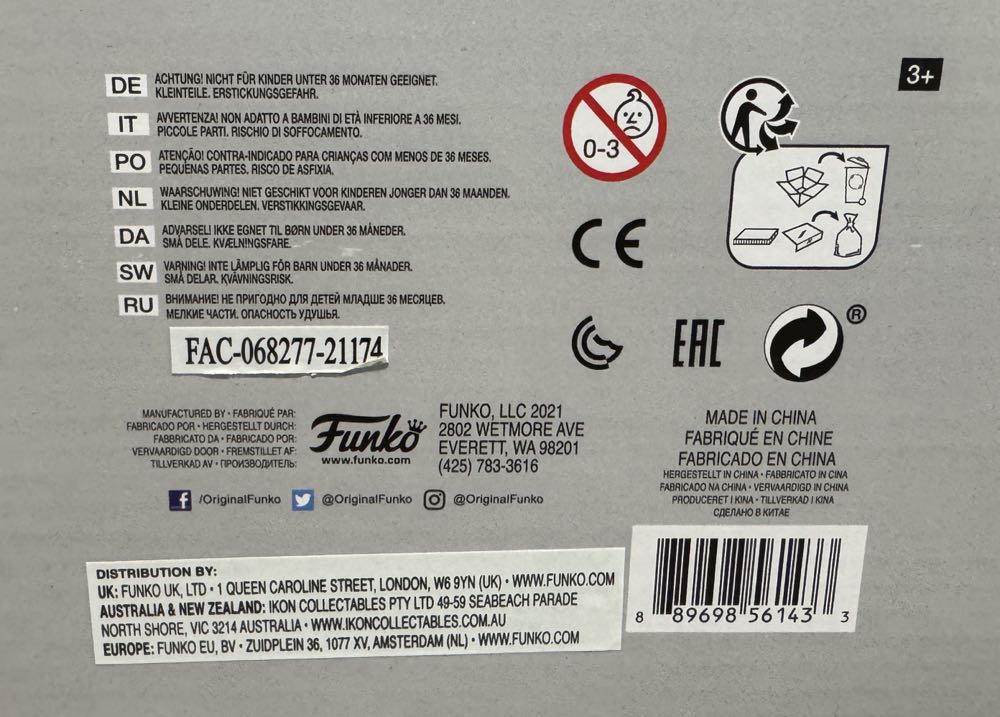 3+
DE ACHTUNG! NICHT FÜR KINDER UNTER 36 MONATEN GEEIGNET.
KLEINTEILE. ERSTICKUNGSGEFAHR.
IT AVVERTENZA! NON ADATTO A BAMBINI DI ETÀ INFERIORE A 36 MESI.
PICCOLE PARTI. RISCHIO DI SOFFOCAMENTO.
PO ATENÇÃO! CONTRA-INDICADO PARA CRIANÇAS COM MENOS DE 36 MESES.
PEQUENAS PARTES. RISCO DE ASFIXIA.
NL WAARSCHUWING! NIET GESCHIKT VOOR KINDEREN JONGER DAN 36 MAANDEN.
KLEINE ONDERDELEN. VERSTIKKINGSGEVAAR.
DA ADVARSEL! IKKE EGNET TIL BØRN UNDER 36 MÅNEDER.
SMÅ DELE. KVÆLNINGSFARE.
SW VARNING! INTE LÄMPLIG FÖR BARN UNDER 36 MÅNADER.
SMÅ DELAR. KVÄVNINGSRISK.
RU ВНИМАНИЕ! НЕ ПРИГОДНО ДЛЯ ДЕТЕЙ МЛАДШЕ 36 МЕСЯЦЕВ.
МЕЛКИЕ ЧАСТИ. ОПАСНОСТЬ УДУШЬЯ.
0-3
CE
EAC
®
FAC-068277-21174
MANUFACTURED BY • FABRIQUÉ PAR:
FABRICADO POR • HERGESTELLT DURCH:
FABBRICATO DA • FABRICADO POR:
VERVAARDIGD DOOR • FREMSTILLET AF:
TILLVERKAD AV • ПРОИЗВОДИТЕЛЬ:
Funko
www.funko.com
FUNKO, LLC 2021
2802 WETMORE AVE
EVERETT, WA 98201
(425) 783-3616
f /OriginalFunko @OriginalFunko @OriginalFunko
MADE IN CHINA
FABRIQUÉ EN CHINE
FABRICADO EN CHINA
HERGESTELLT IN CHINA • FABBRICATO IN CINA
FABRICADO NA CHINA • VERVAARDIGD IN CHINA
PRODUCERET I KINA • TILLVERKAD I KINA
СДЕЛАНО В КИТАЕ
DISTRIBUTION BY:
UK: FUNKO UK, LTD • 1 QUEEN CAROLINE STREET, LONDON, W6 9YN (UK) • WWW.FUNKO.COM
AUSTRALIA & NEW ZEALAND: IKON COLLECTABLES PTY LTD 49-59 SEABEACH PARADE
NORTH SHORE, VIC 3214 AUSTRALIA • WWW.IKONCOLLECTABLES.COM.AU
EUROPE: FUNKO EU, BV • ZUIDPLEIN 36, 1077 XV, AMSTERDAM (NL) • WWW.FUNKO.COM
8 89698 56143 3